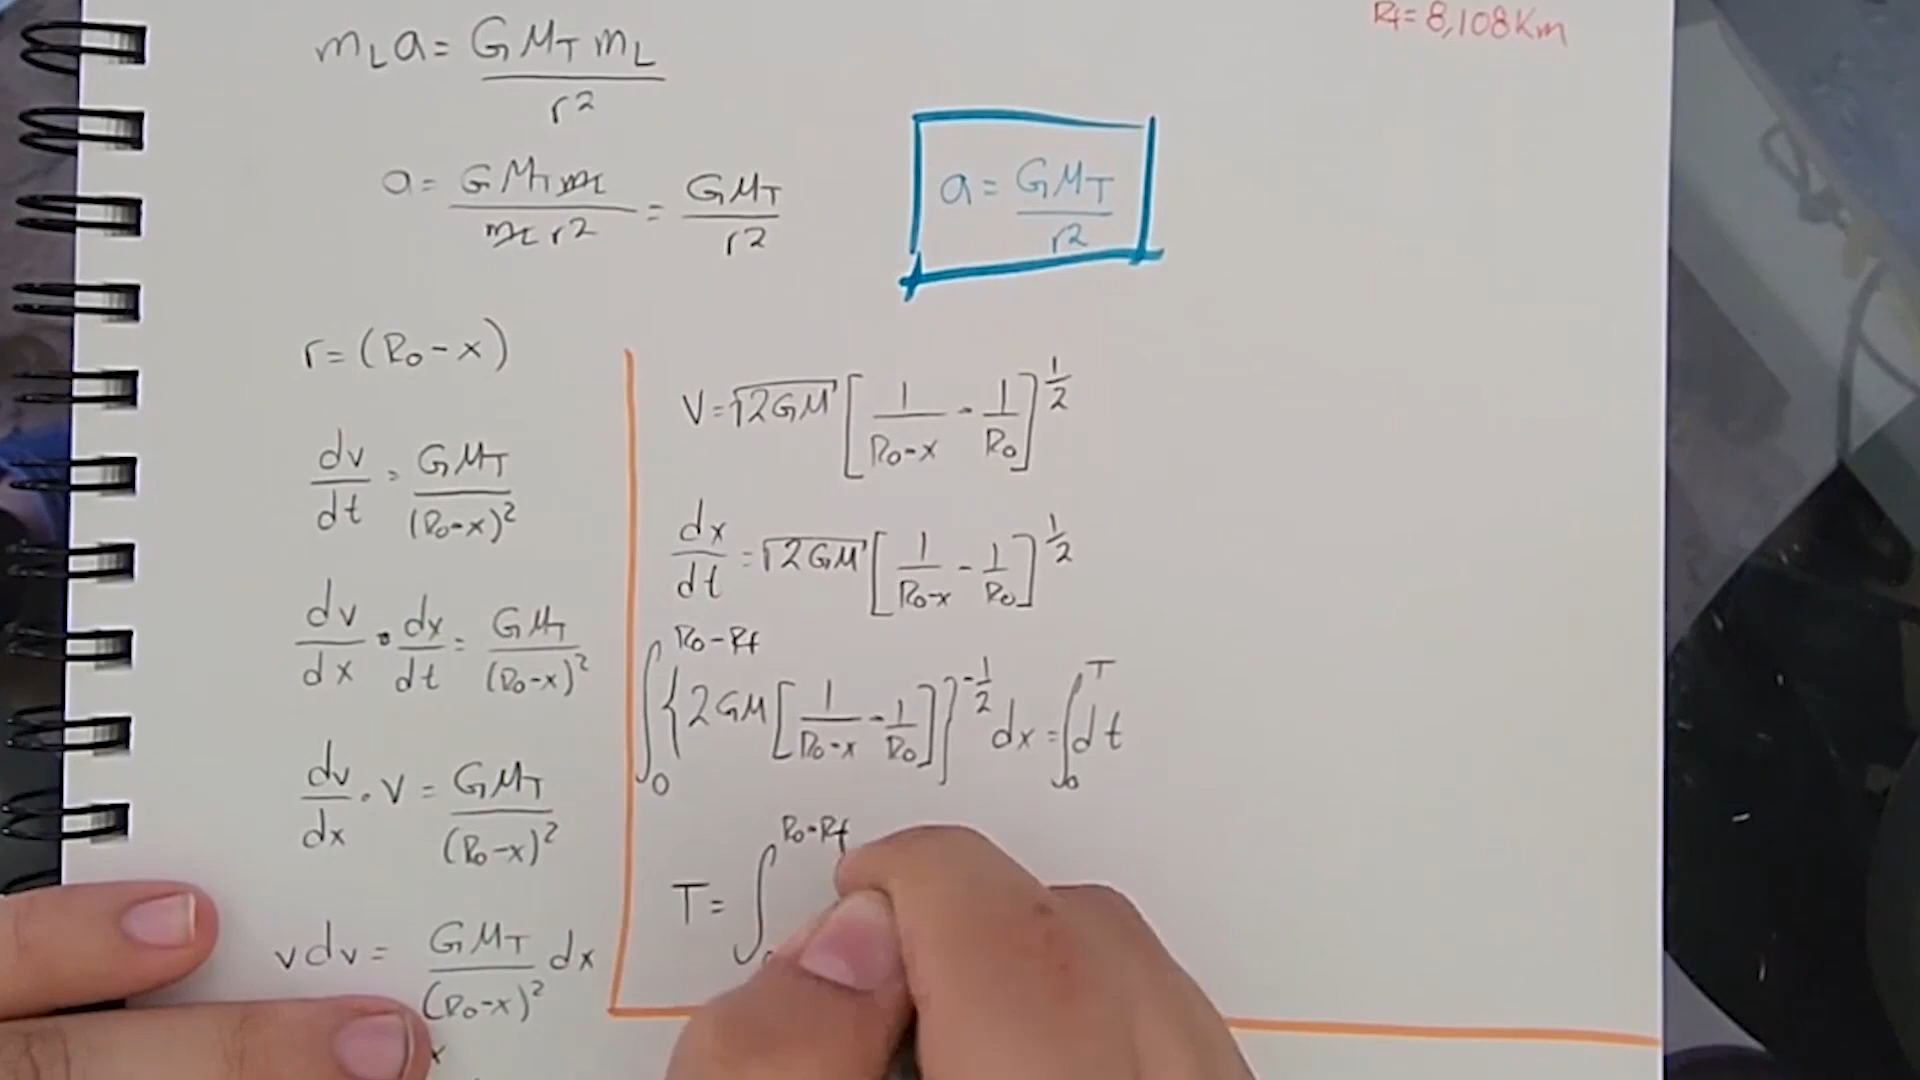 Rf = 8,108 Km
m_L a = G M_T m_L / r²
a = G M_T m_L / m_L r² = G M_T / r²
a = G M_T / r²
r = (R₀ - x)
dv/dt = G M_T / (R₀-x)²
dv/dx · dx/dt = G M_T / (R₀-x)²
dv/dx · v = G M_T / (R₀-x)²
v dv = G M_T / (R₀-x)² dx
V = √2GM [1/(R₀-x) - 1/R₀]^(1/2)
dx/dt = √2GM [1/(R₀-x) - 1/R₀]^(1/2)
∫₀^(R₀-Rf) {2GM [1/(R₀-x) - 1/R₀]}^(-1/2) dx = ∫₀^T dt
T = ∫₀^(R₀-Rf)